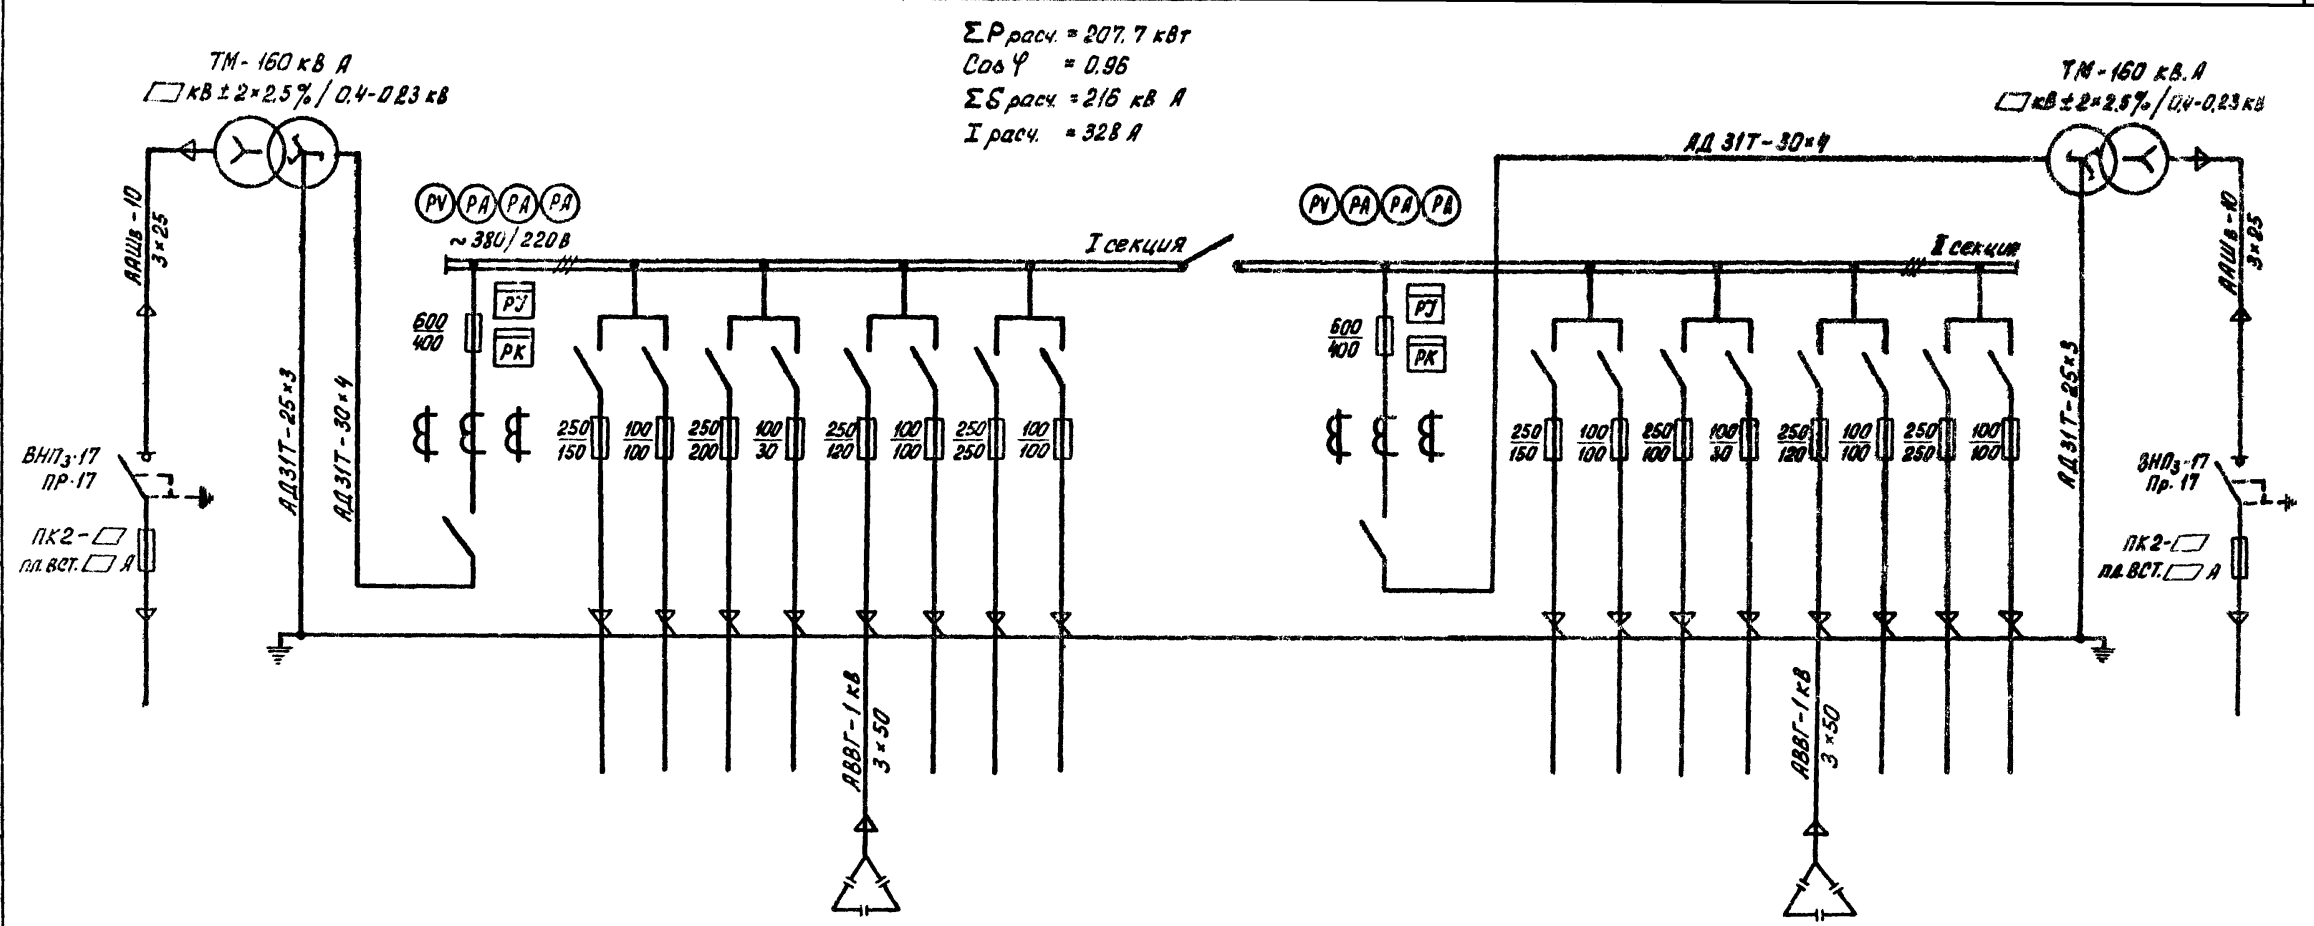 ΣP расч. = 207.7 кВт
Cos φ = 0.96
ΣS расч. = 216 кВ А
I расч. = 328 А
ТМ-160 кВ А
кВ ± 2×2.5% / 0.4-0.23 кВ
ААШв-10
3×25
ВНПз-17
ПР-17
ПК2-
пл. вст. А
АД31Т-25×3
АД31Т-30×4
PV PA PA PA
~ 380/220 В
I секция
600
400
РУ
РК
250
150
100
100
250
200
100
30
250
120
100
100
250
250
100
100
АВВГ-1 кВ
3×50
PV PA PA PA
АД 31Т-30×4
II секция
600
400
РУ
РК
250
150
100
100
250
100
100
30
250
120
100
100
250
250
100
100
АВВГ-1 кВ
3×50
АД31Т-25×3
ТМ-160 кВ.А
кВ ± 2×2.5% / 0,4-0,23 кВ
ААШв-10
3×25
ВНПз-17
Пр-17
ПК2-
пл. вст. А